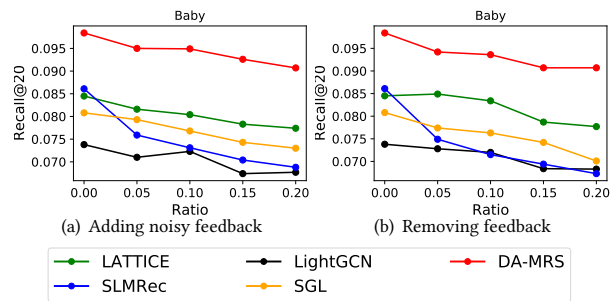 Baby
Recall@20
0.095
0.090
0.085
0.080
0.075
0.070
0.00 0.05 0.10 0.15 0.20
Ratio
(a) Adding noisy feedback
Baby
Recall@20
0.095
0.090
0.085
0.080
0.075
0.070
0.00 0.05 0.10 0.15 0.20
Ratio
(b) Removing feedback
LATTICE LightGCN DA-MRS
SLMRec SGL